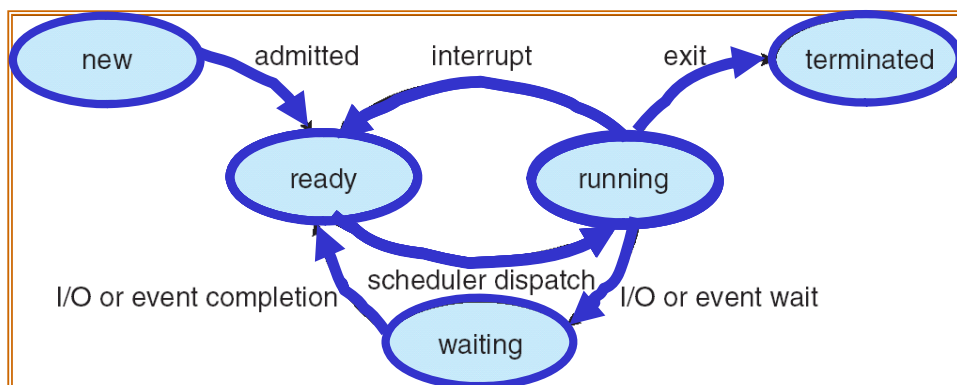 new
admitted
interrupt
exit
terminated
ready
running
scheduler dispatch
I/O or event completion
I/O or event wait
waiting